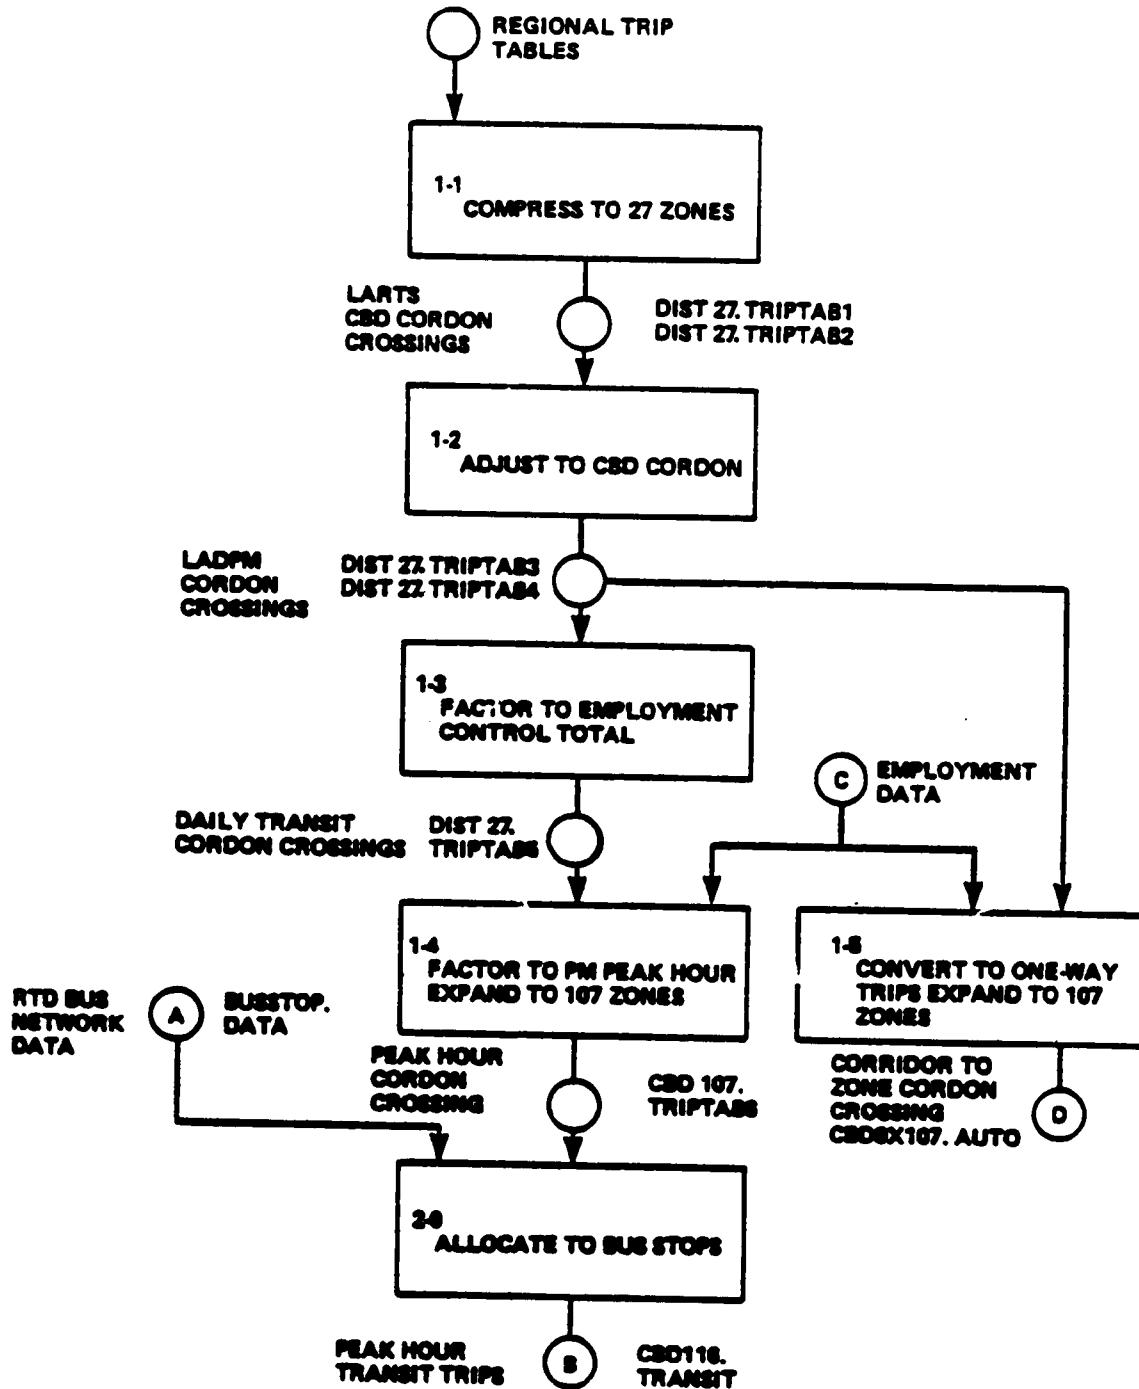 REGIONAL TRIP
TABLES
1-1
COMPRESS TO 27 ZONES
LARTS
CBD CORDON
CROSSINGS
DIST 27. TRIPTAB1
DIST 27. TRIPTAB2
1-2
ADJUST TO CBD CORDON
LADPM
CORDON
CROSSINGS
DIST 27. TRIPTAB3
DIST 27. TRIPTAB4
1-3
FACTOR TO EMPLOYMENT
CONTROL TOTAL
C
EMPLOYMENT
DATA
DAILY TRANSIT
CORDON CROSSINGS
DIST 27.
TRIPTAB5
1-4
FACTOR TO PM PEAK HOUR
EXPAND TO 107 ZONES
1-5
CONVERT TO ONE-WAY
TRIPS EXPAND TO 107
ZONES
RTD BUS
NETWORK
DATA
A
BUSSTOP.
DATA
PEAK HOUR
CORDON
CROSSING
CBD 107.
TRIPTAB6
CORRIDOR TO
ZONE CORDON
CROSSING
AUTO
D
ALLOCATE TO BUS STOPS
PEAK HOUR
TRANSIT TRIPS
B
CBD116.
TRANSIT